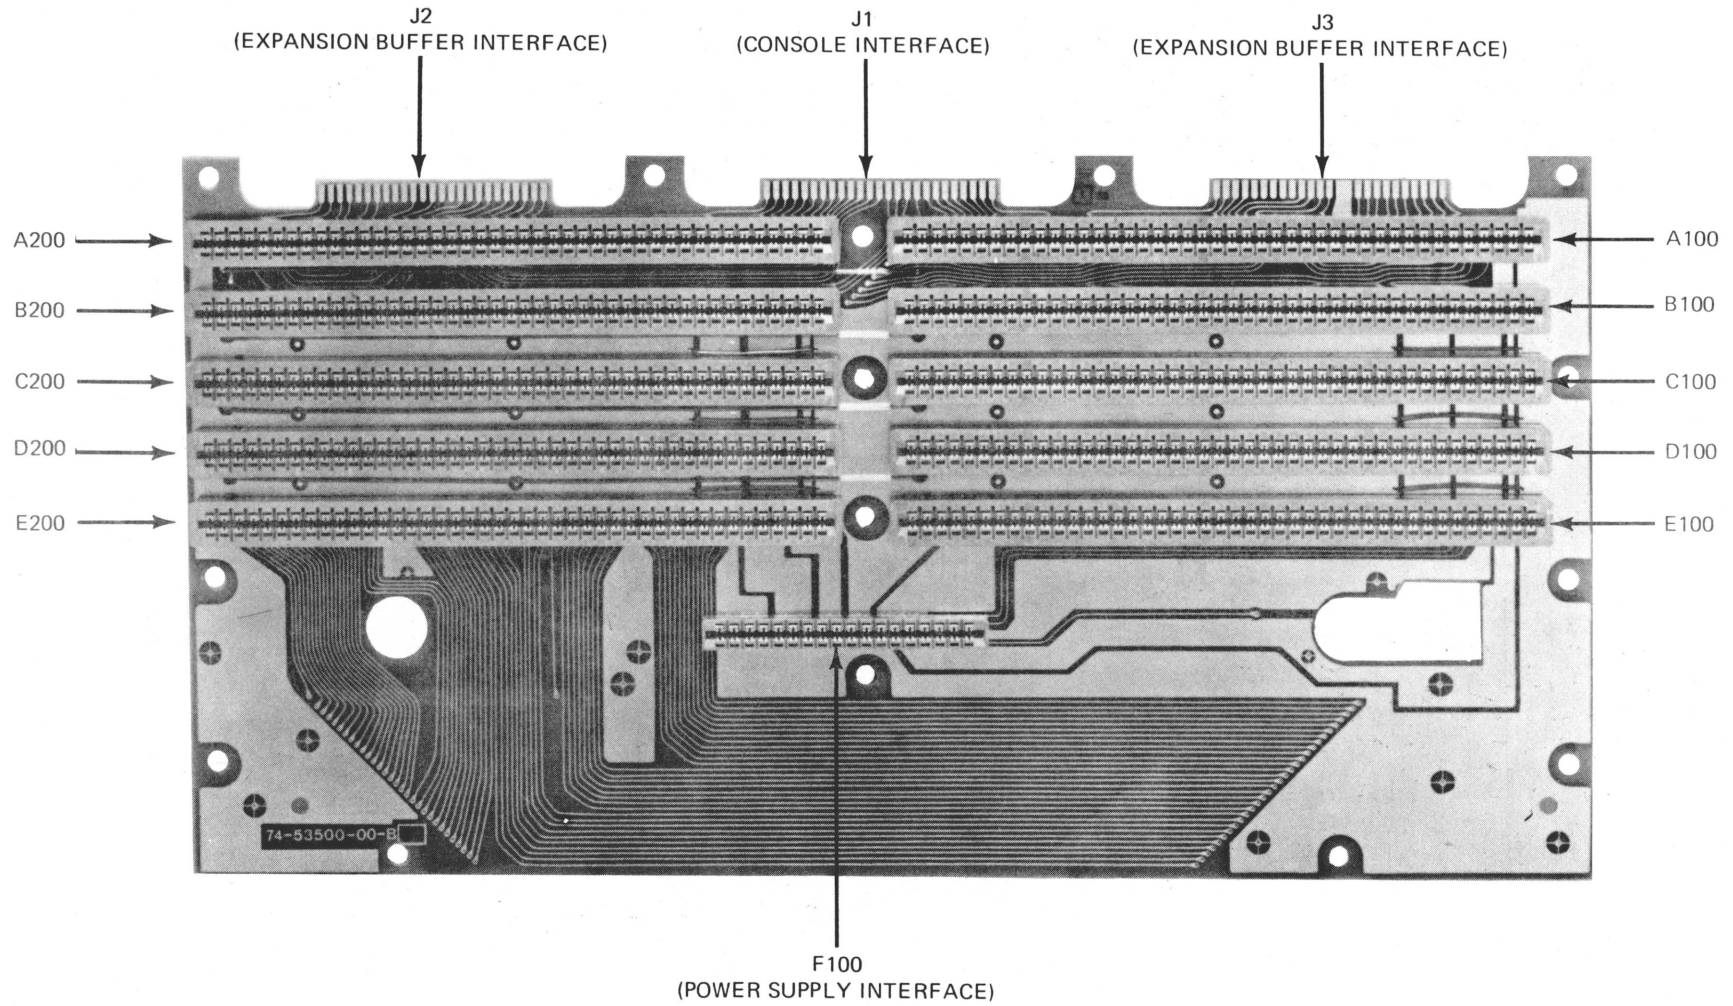 J2
(EXPANSION BUFFER INTERFACE)
J1
(CONSOLE INTERFACE)
J3
(EXPANSION BUFFER INTERFACE)
A200
A100
B200
B100
C200
C100
D200
D100
E200
E100
74-53500-00-B
F100
(POWER SUPPLY INTERFACE)